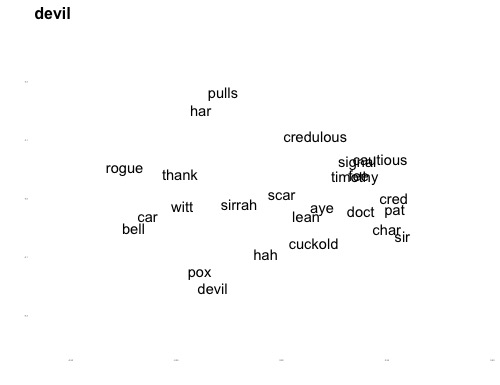 devil
pulls
har
credulous
signal
cautious
rogue
thank
timothy
scar
cred
witt
sirrah
aye
doct
pat
car
lean
bell
char
sir
cuckold
hah
pox
devil